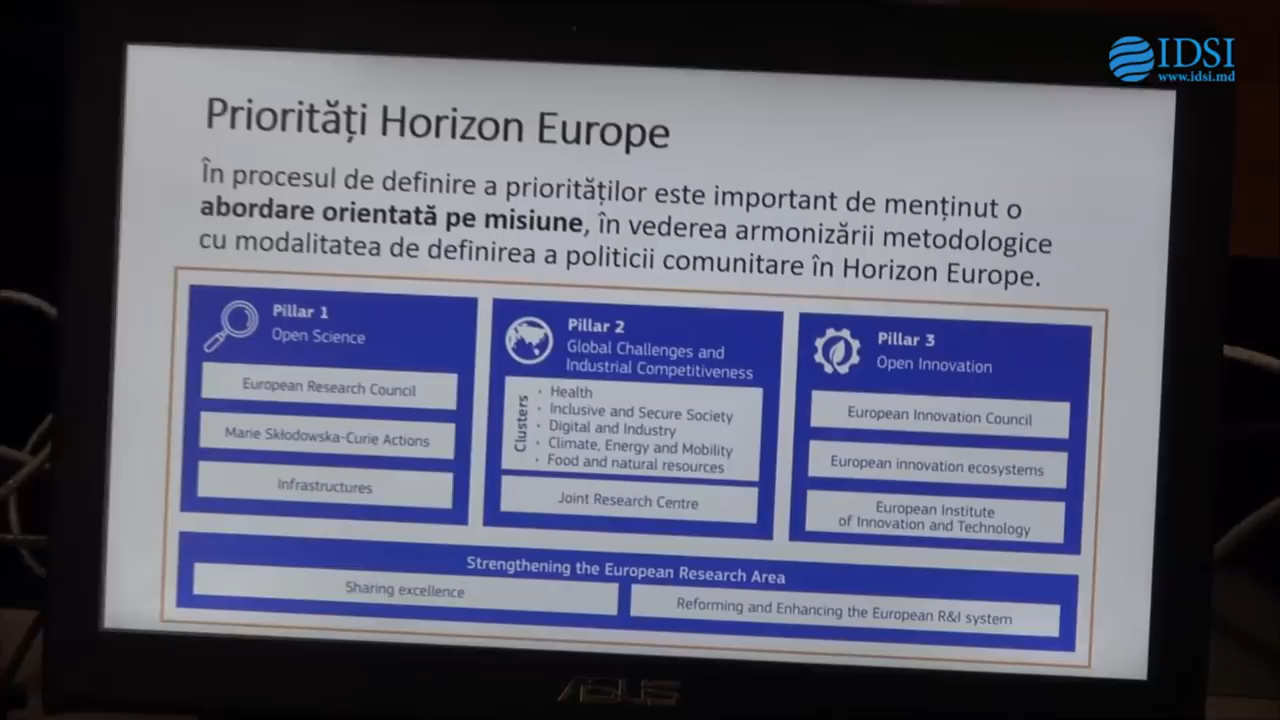 IDSI
www.idsi.md
Priorități Horizon Europe
În procesul de definire a priorităților este important de menținut o
abordare orientată pe misiune, în vederea armonizării metodologice
cu modalitatea de definirea a politicii comunitare în Horizon Europe.
Pillar 1
Open Science
European Research Council
Marie Skłodowska-Curie Actions
Infrastructures
Pillar 2
Global Challenges and
Industrial Competitiveness
Clusters
· Health
· Inclusive and Secure Society
· Digital and Industry
· Climate, Energy and Mobility
· Food and natural resources
Joint Research Centre
Pillar 3
Open Innovation
European Innovation Council
European innovation ecosystems
European Institute
of Innovation and Technology
Strengthening the European Research Area
Sharing excellence
Reforming and Enhancing the European R&I system
ASUS